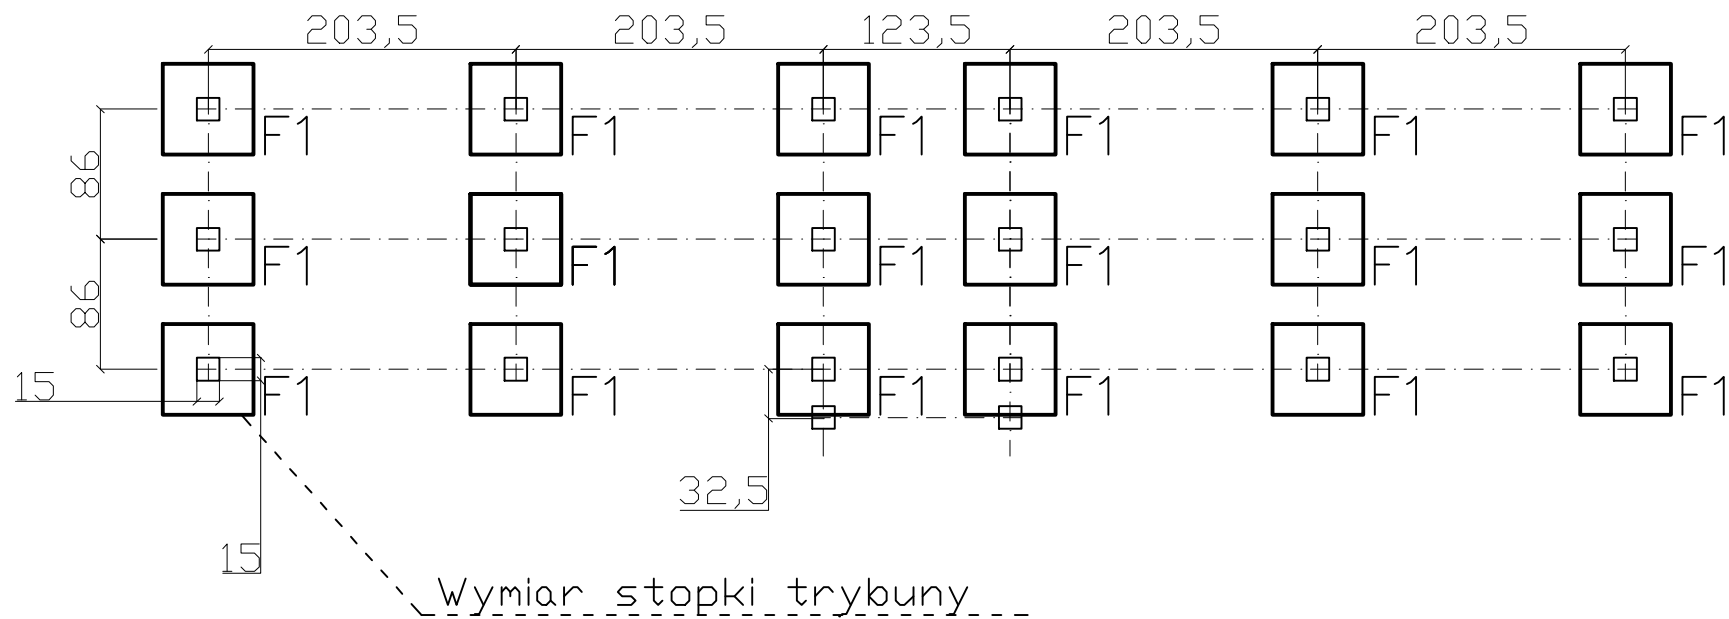 203,5 203,5 123,5 203,5 203,5
F1 F1 F1 F1 F1 F1
86
F1 F1 F1 F1 F1 F1
86
15 F1 F1 F1 F1 F1 F1
32,5
15
Wymiar stopki trybuny